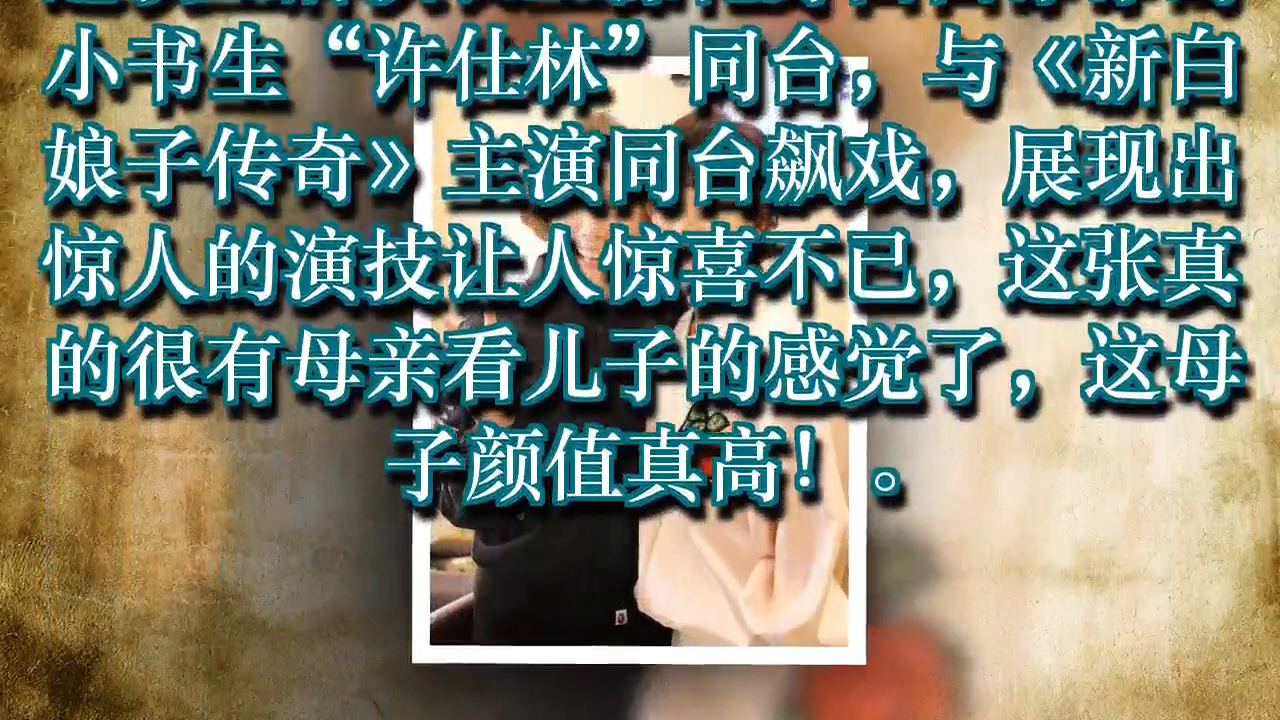 小书生“许仕林”同台，与《新白
娘子传奇》主演同台飙戏，展现出
惊人的演技让人惊喜不已，这张真
的很有母亲看儿子的感觉了，这母
子颜值真高！。